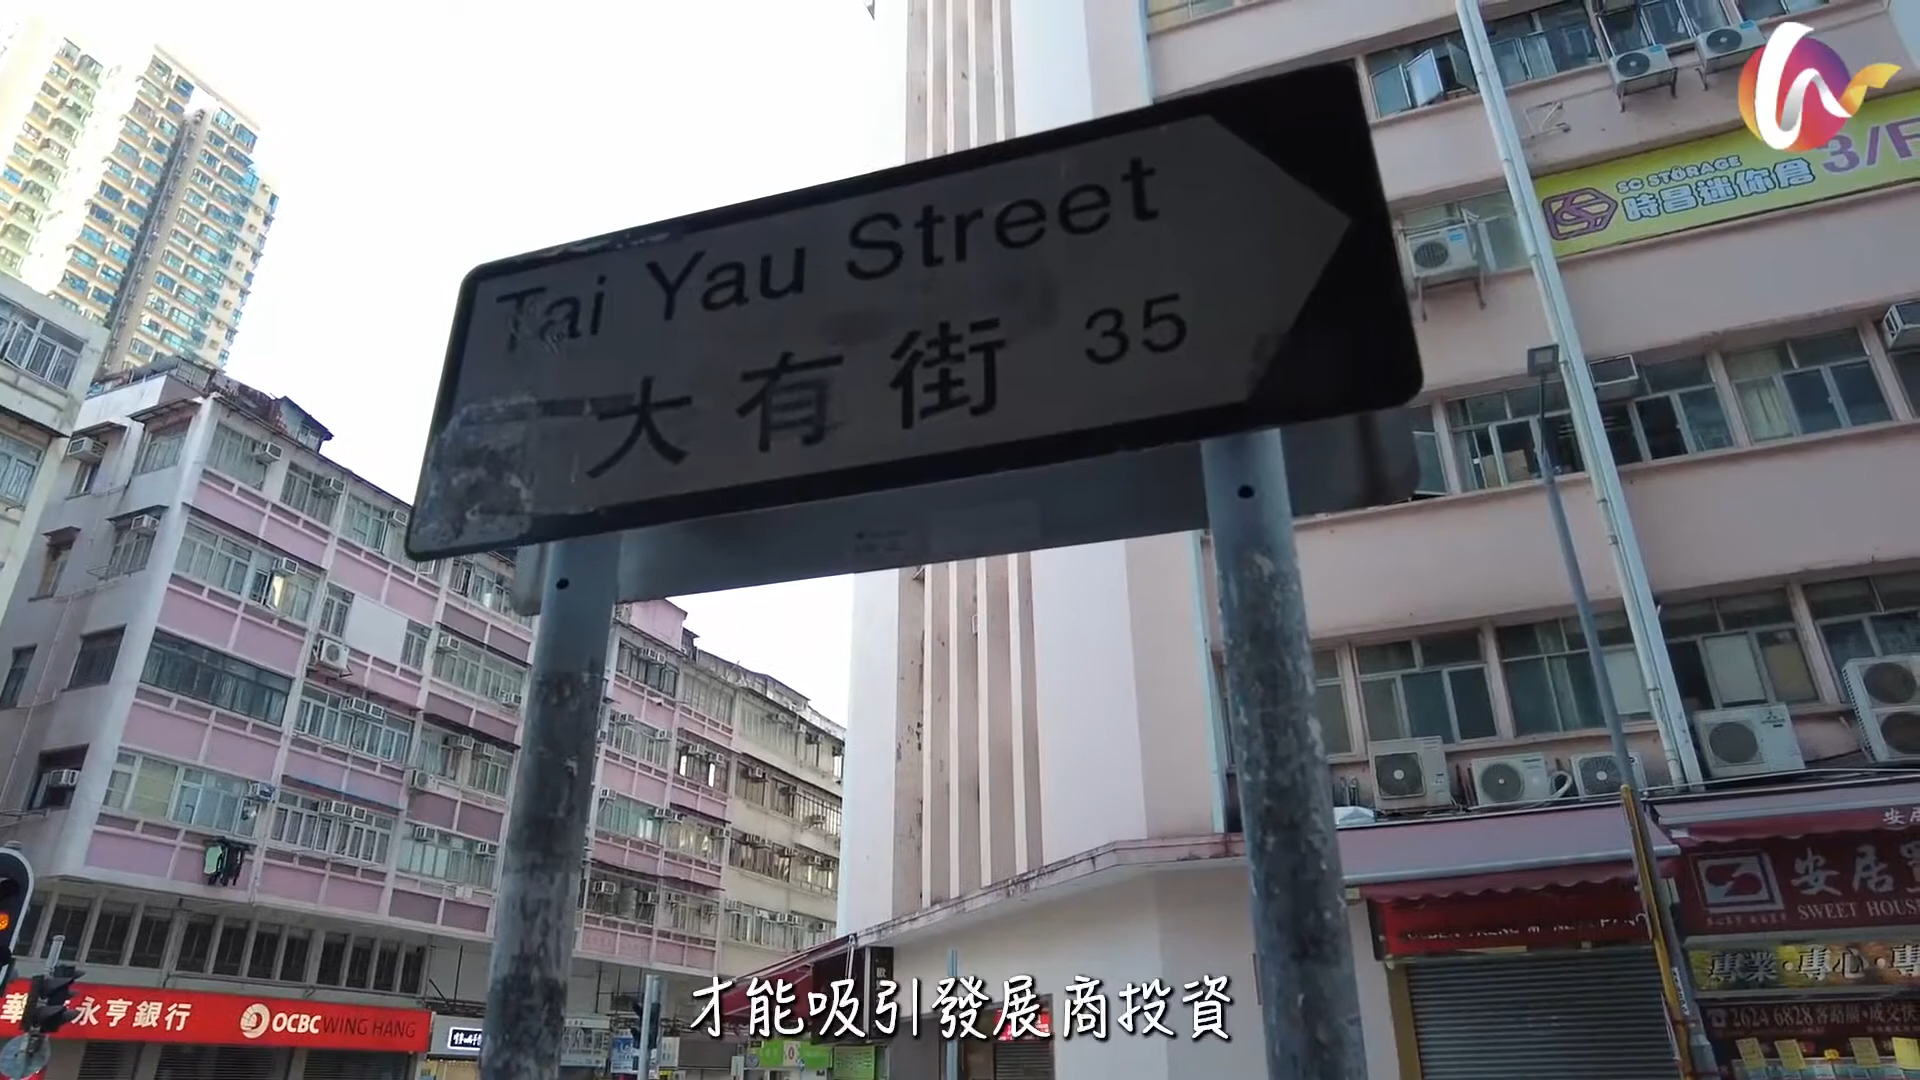 Tai Yau Street
大有街 35
SC STORAGE
時昌迷你倉 3/F
永亨銀行 OCBC WING HANG
安居
SWEET HOUS
專業·專心·專
2624 6828
才能吸引發展商投資